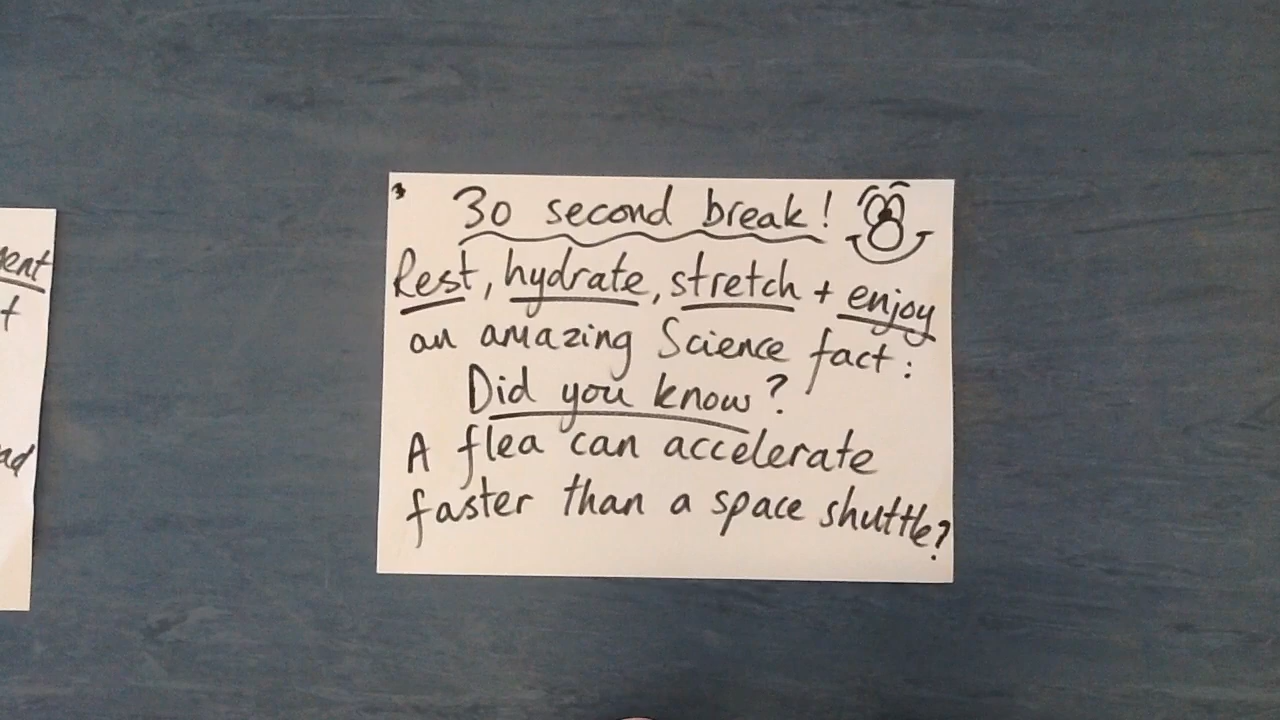 30 second break!
Rest, hydrate, stretch + enjoy
an amazing Science fact:
Did you know?
A flea can accelerate
faster than a space shuttle?